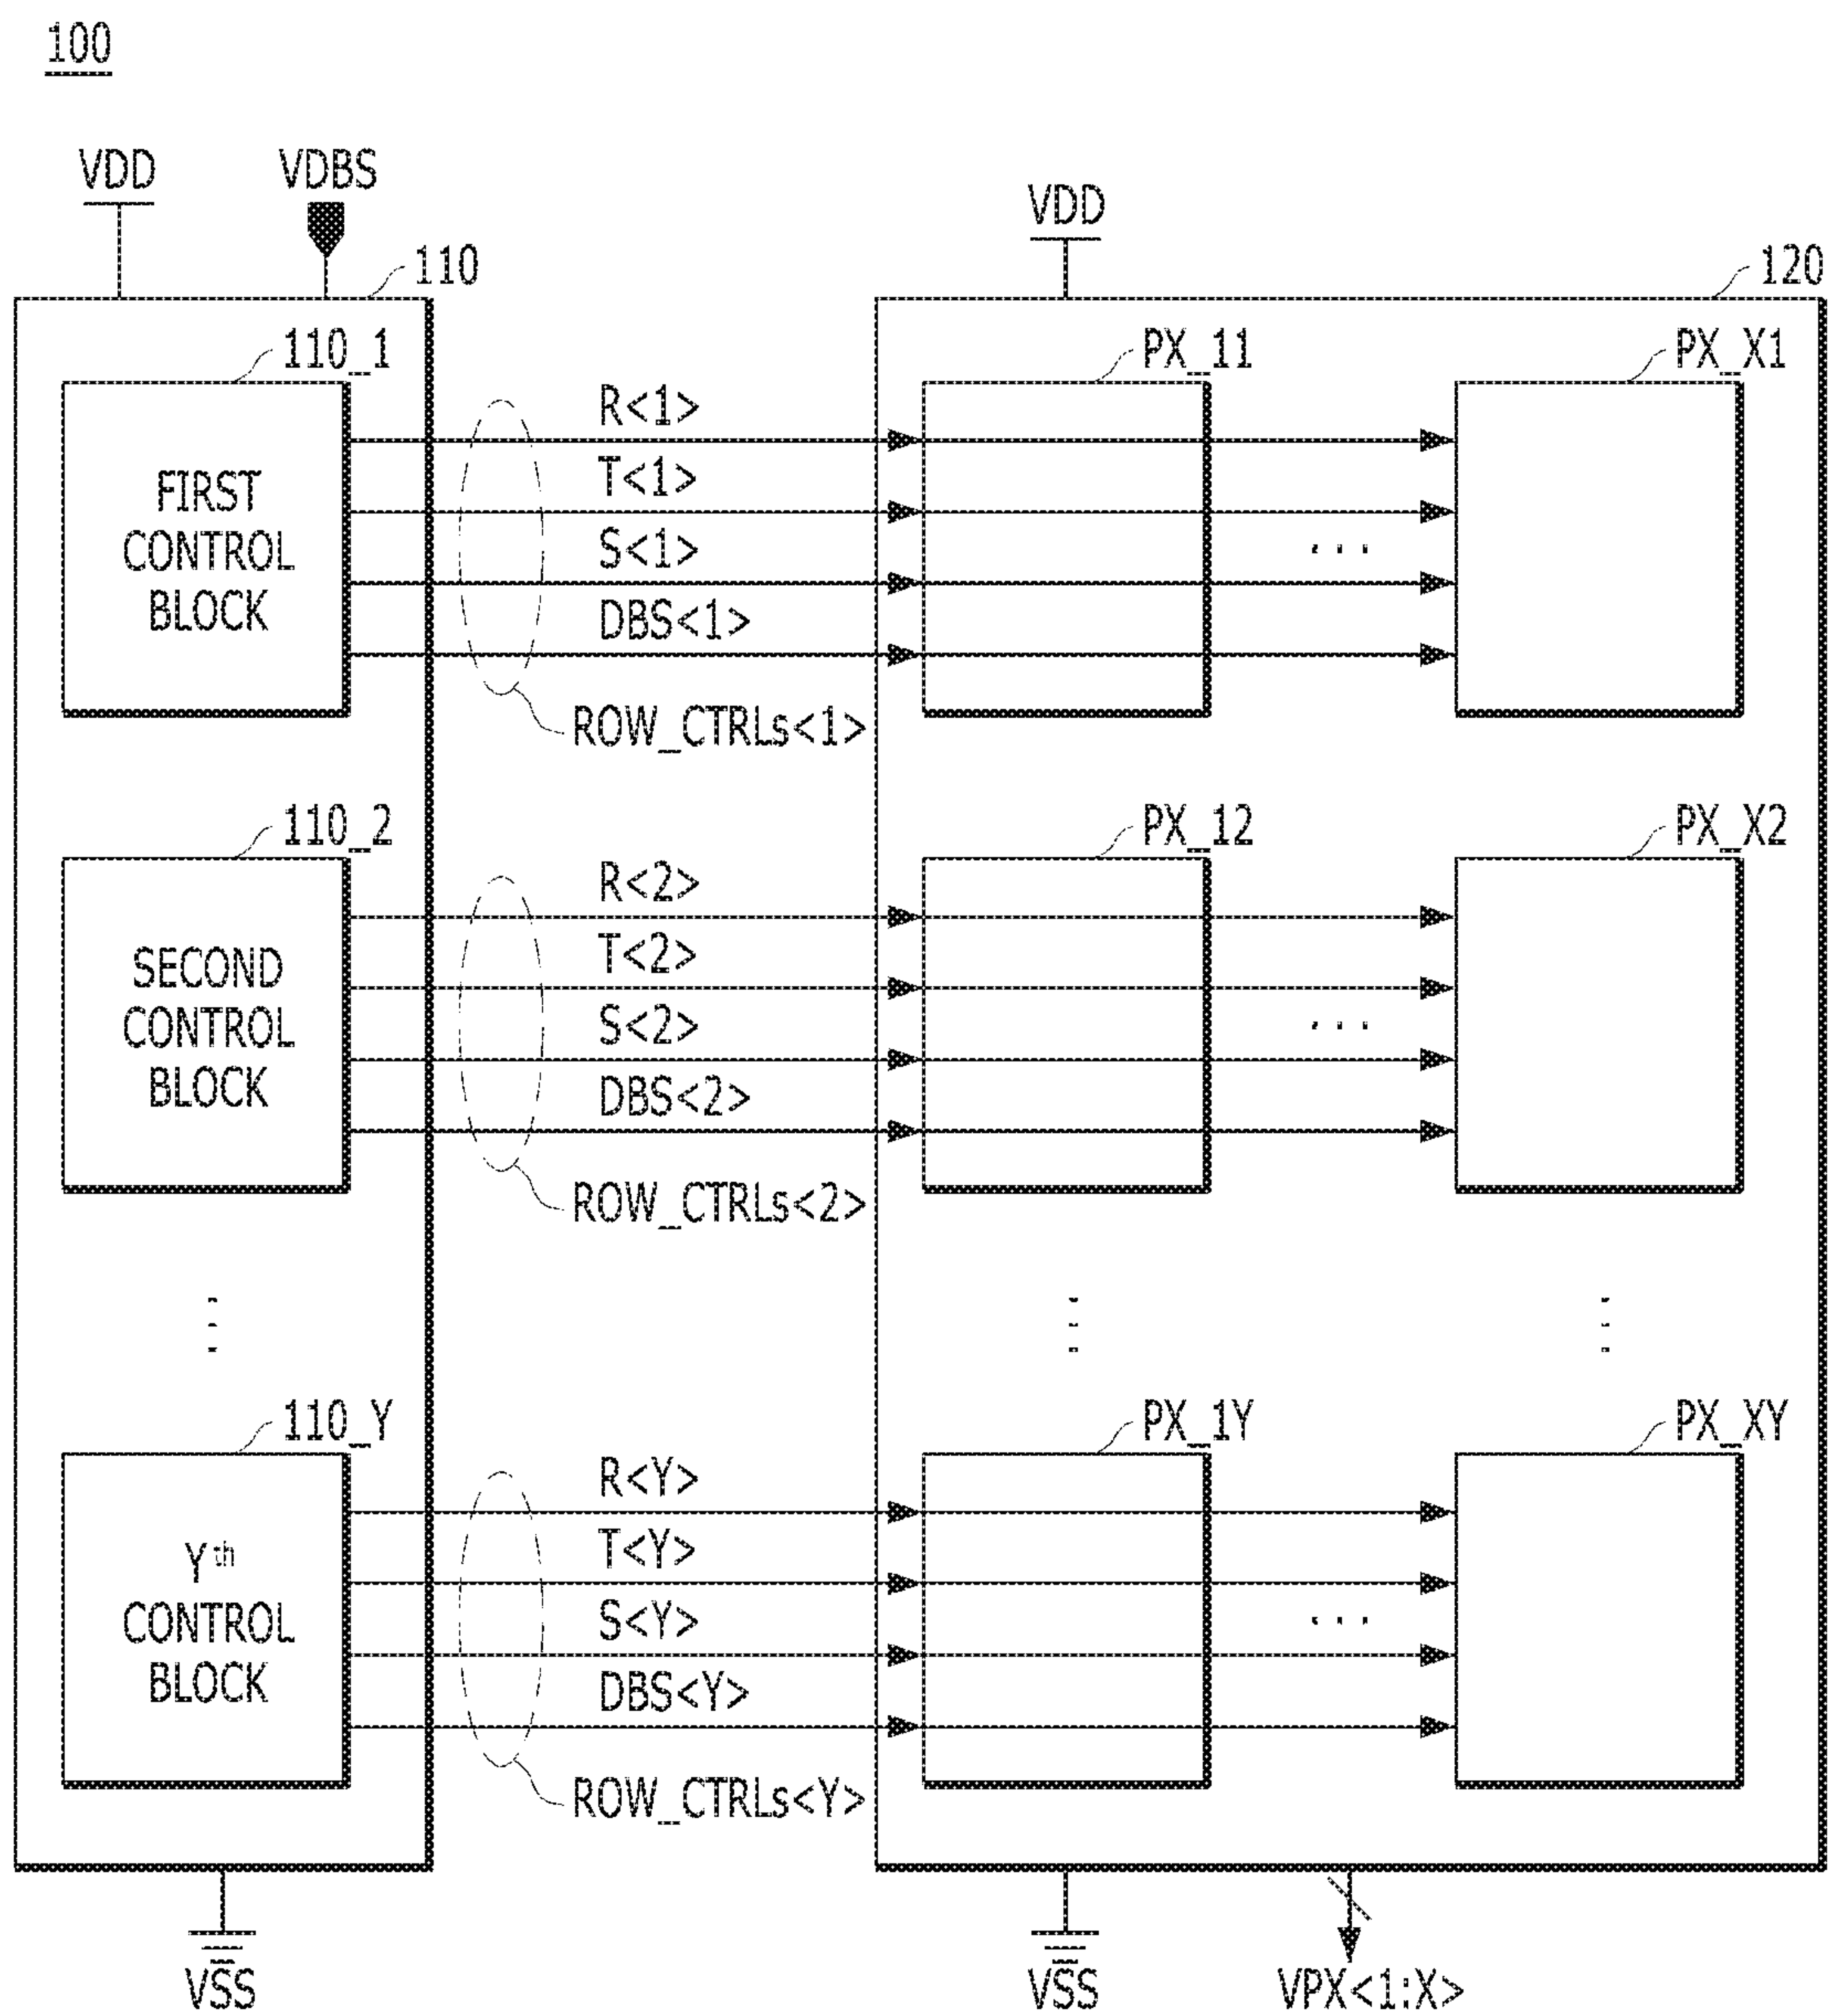 100
VDD
VDBS
VDD
110
120
110_1
PX_11
PX_X1
FIRST
CONTROL
BLOCK
R<1>
T<1>
S<1>
DBS<1>
ROW_CTRLs<1>
...
110_2
PX_12
PX_X2
SECOND
CONTROL
BLOCK
R<2>
T<2>
S<2>
DBS<2>
ROW_CTRLs<2>
...
110_Y
PX_1Y
PX_XY
Yth
CONTROL
BLOCK
R<Y>
T<Y>
S<Y>
DBS<Y>
ROW_CTRLs<Y>
...
VSS
VSS
VPX<1:X>